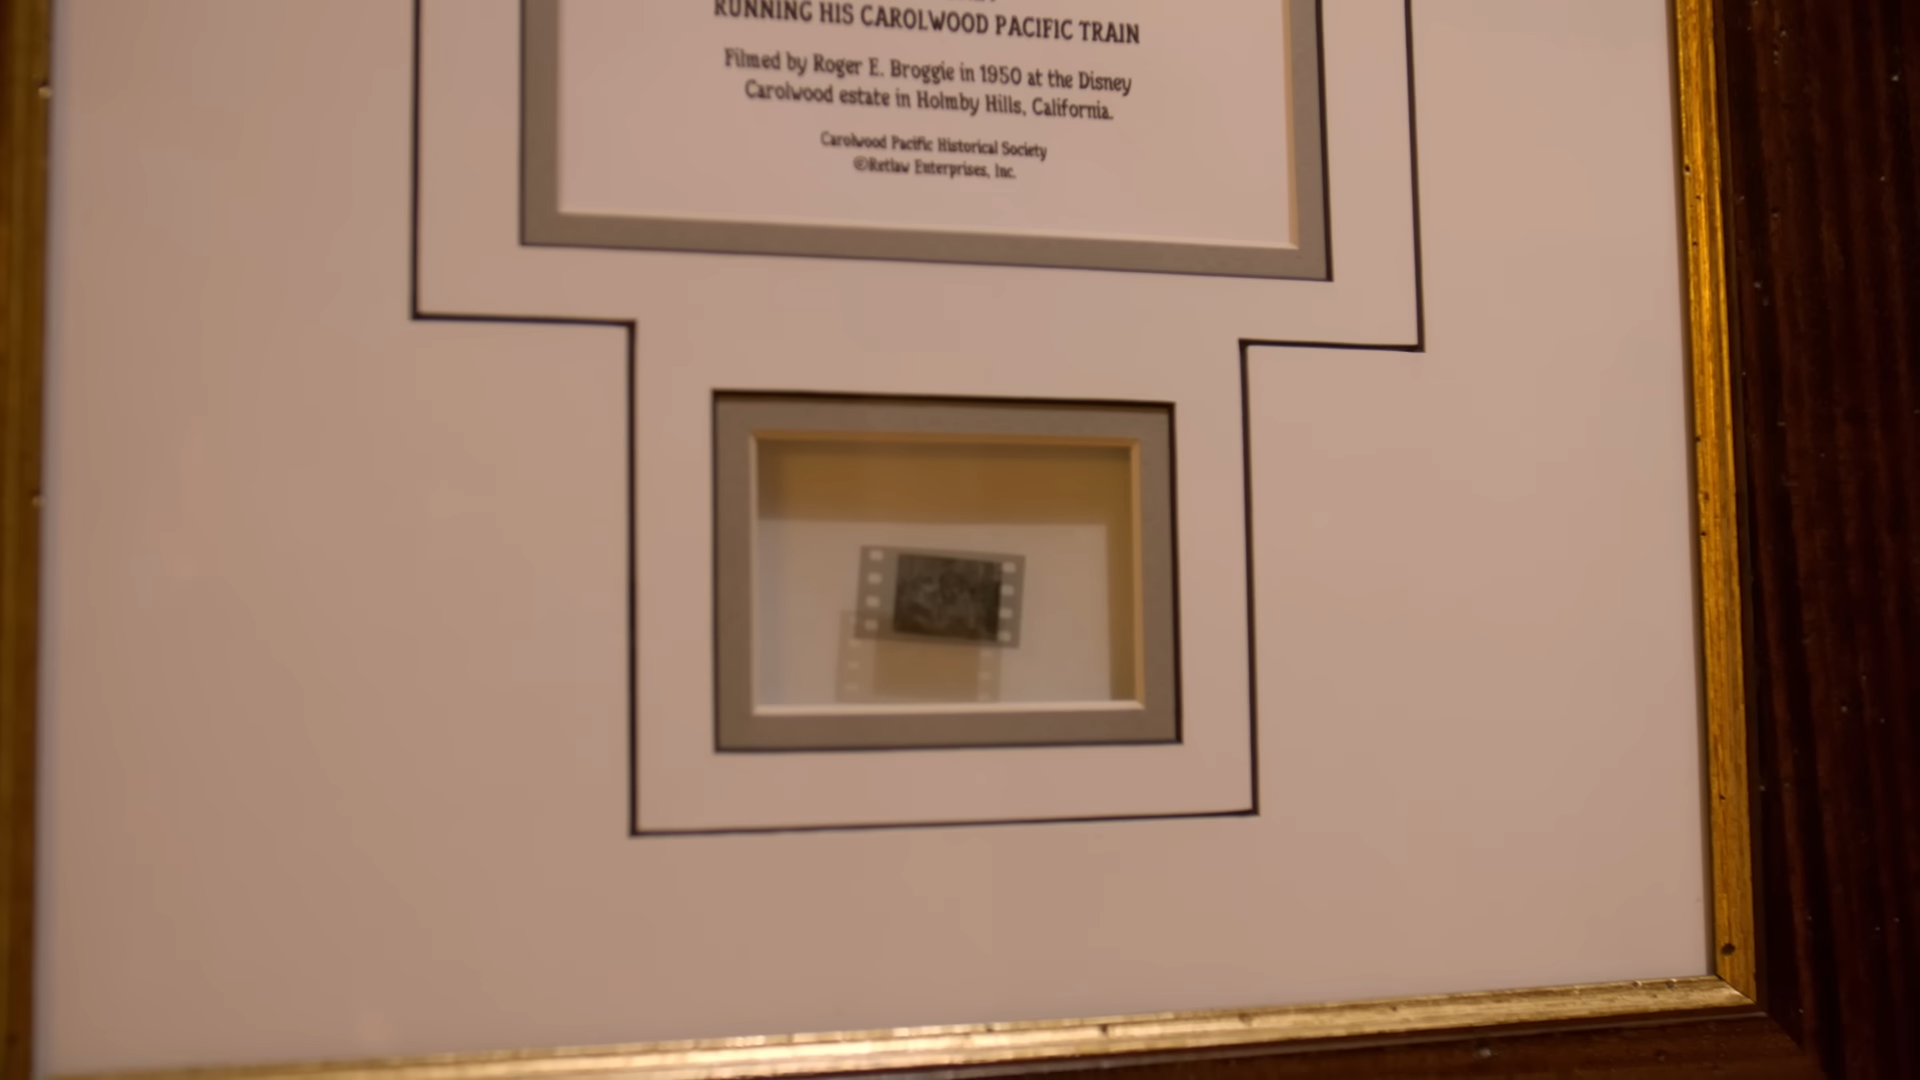 RUNNING HIS CAROLWOOD PACIFIC TRAIN
Filmed by Roger E. Broggie in 1950 at the Disney
Carolwood estate in Holmby Hills, California.
Carolwood Pacific Historical Society
©Retlaw Enterprises, Inc.